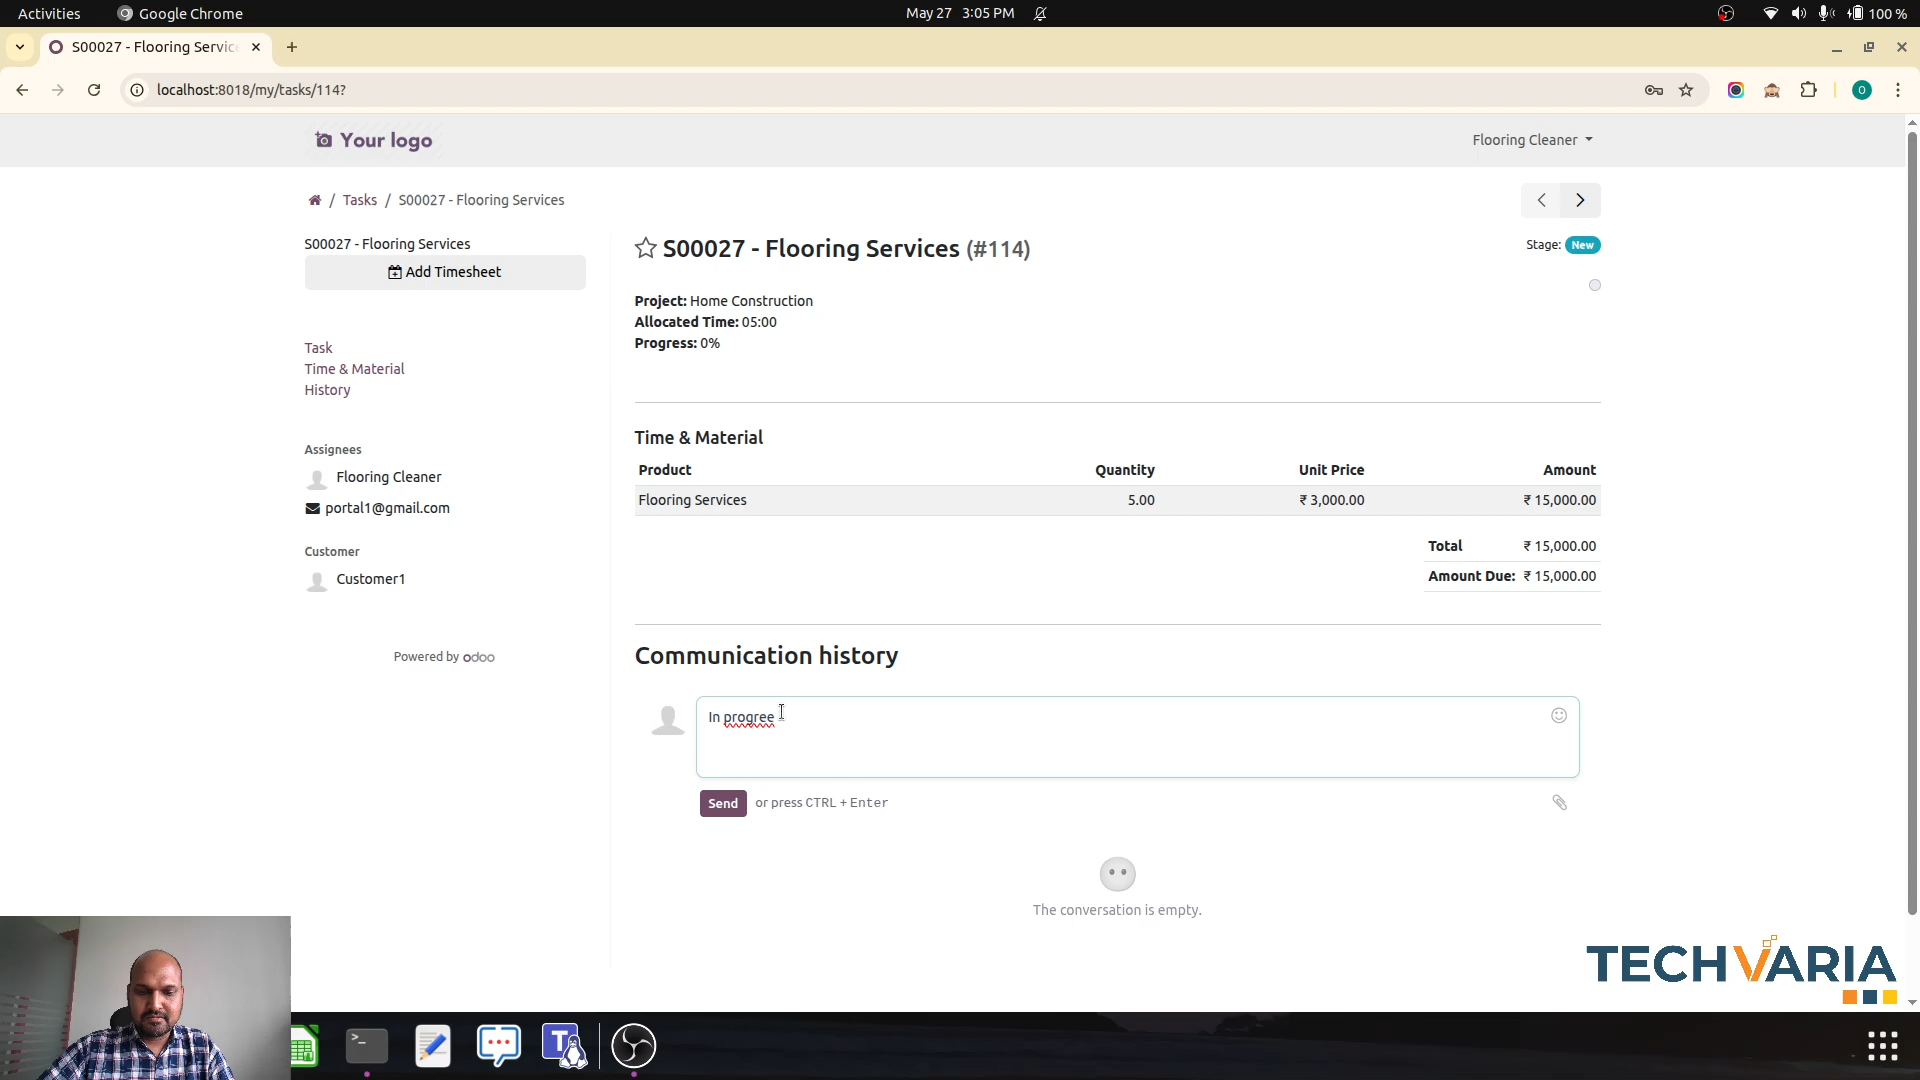 Activities
Google Chrome
May 27 3:05 PM
100 %
S00027 - Flooring Servic
localhost:8018/my/tasks/114?
O
Your logo
Flooring Cleaner
/ Tasks / S00027 - Flooring Services
S00027 - Flooring Services
Add Timesheet
S00027 - Flooring Services (#114)
Stage: New
Project: Home Construction
Allocated Time: 05:00
Progress: 0%
Task
Time & Material
History
Time & Material
Product Quantity Unit Price Amount
Flooring Services 5.00 ₹ 3,000.00 ₹ 15,000.00
Total ₹ 15,000.00
Amount Due: ₹ 15,000.00
Assignees
Flooring Cleaner
portal1@gmail.com
Customer
Customer1
Powered by odoo
Communication history
In progree
Send or press CTRL + Enter
The conversation is empty.
TECHVARIA
>_
T